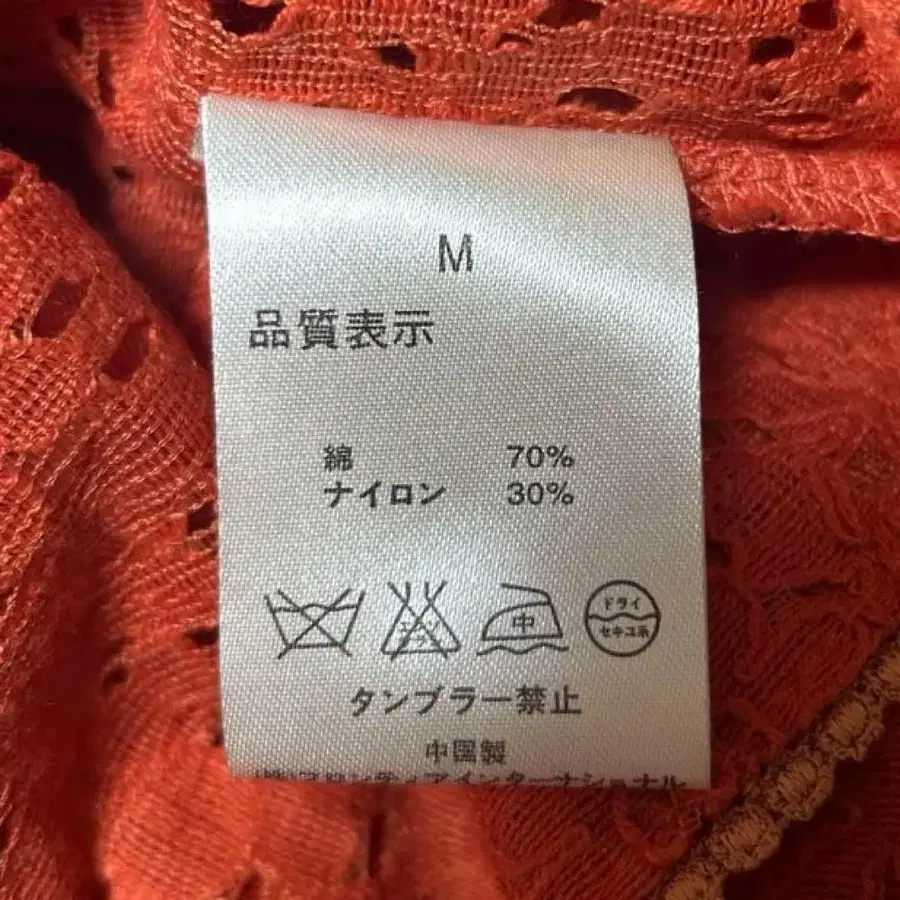 M
品質表示
綿 70%
ナイロン 30%
中
ドライ
セキユ系
タンブラー禁止
中国製